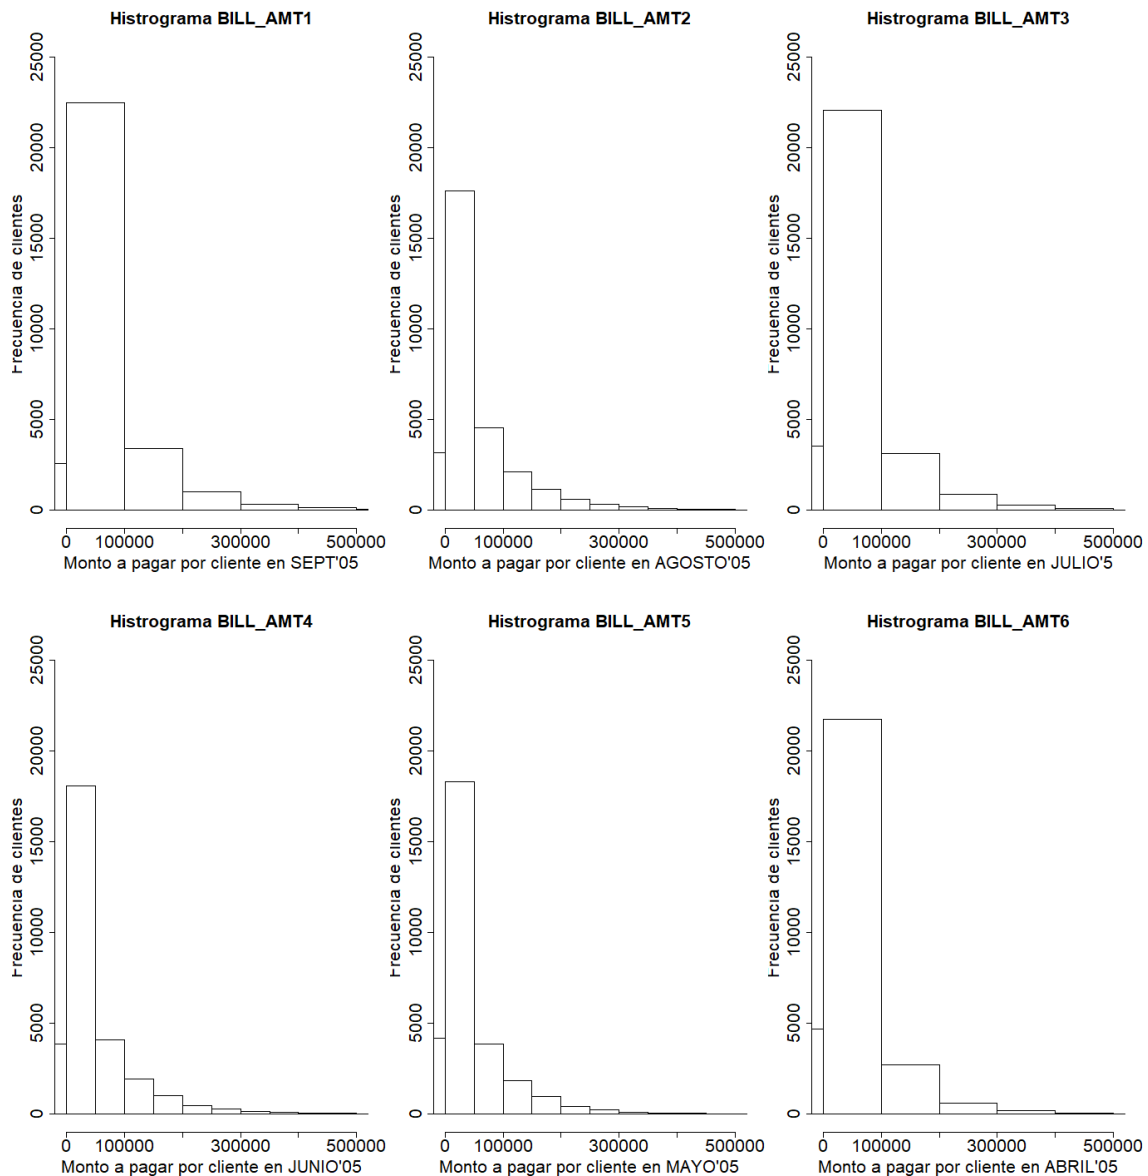 Histrograma BILL_AMT1
Frecuencia de clientes
25000
20000
15000
10000
5000
0
0 100000 300000 500000
Monto a pagar por cliente en SEPT'05
Histrograma BILL_AMT2
Frecuencia de clientes
25000
20000
15000
10000
5000
0
0 100000 300000 500000
Monto a pagar por cliente en AGOSTO'05
Histrograma BILL_AMT3
Frecuencia de clientes
25000
20000
15000
10000
5000
0
0 100000 300000 500000
Monto a pagar por cliente en JULIO'5
Histrograma BILL_AMT4
Frecuencia de clientes
25000
20000
15000
10000
5000
0
0 100000 300000 500000
Monto a pagar por cliente en JUNIO'05
Histrograma BILL_AMT5
Frecuencia de clientes
25000
20000
15000
10000
5000
0
0 100000 300000 500000
Monto a pagar por cliente en MAYO'05
Histrograma BILL_AMT6
Frecuencia de clientes
25000
20000
15000
10000
5000
0
0 100000 300000 500000
Monto a pagar por cliente en ABRIL'05